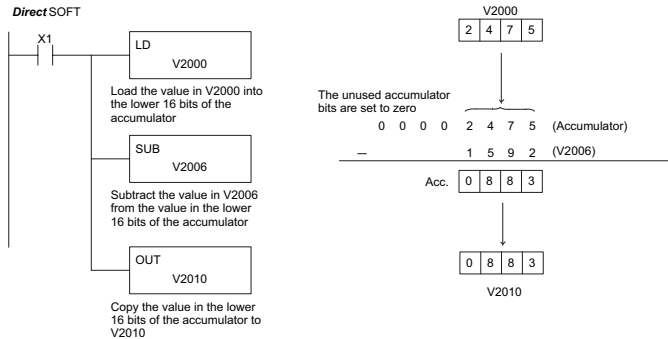 DirectSOFT
X1
LD
V2000
Load the value in V2000 into
the lower 16 bits of the
accumulator
SUB
V2006
Subtract the value in V2006
from the value in the lower
16 bits of the accumulator
OUT
V2010
Copy the value in the lower
16 bits of the accumulator to
V2010
V2000
2 4 7 5
The unused accumulator
bits are set to zero
0 0 0 0 2 4 7 5 (Accumulator)
— 1 5 9 2 (V2006)
Acc. 0 8 8 3
0 8 8 3
V2010